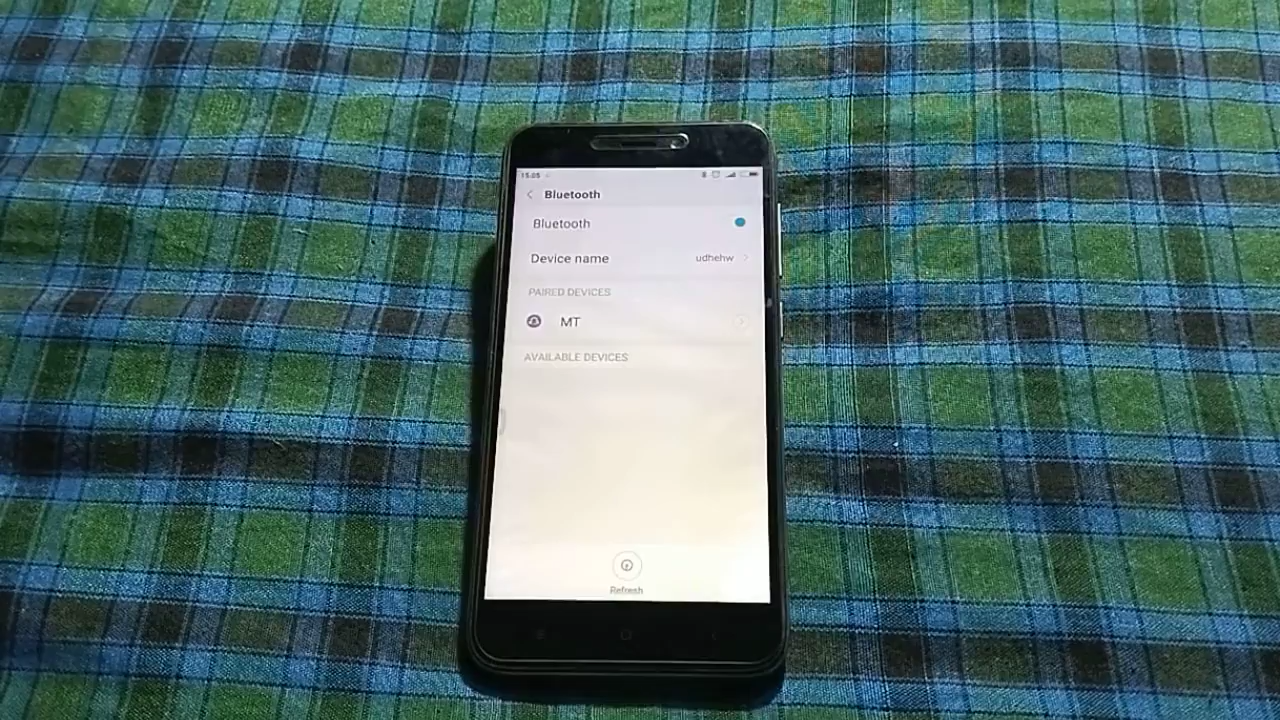 15.05
Bluetooth
Bluetooth
Device name udhehw
PAIRED DEVICES
MT
AVAILABLE DEVICES
Refresh